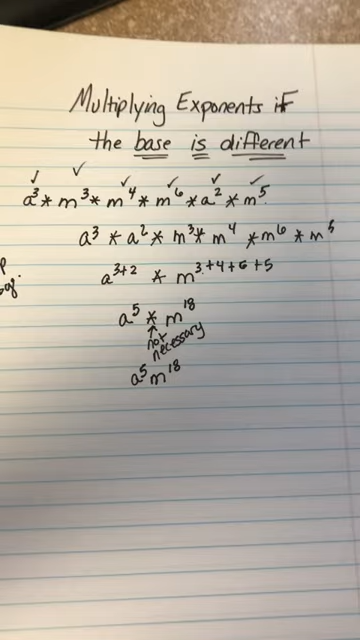 Multiplying Exponents if
the base is different
a³ * m³ * m⁴ * m⁶ * a² * m⁵
a³ * a² * m³ * m⁴ * m⁶ * m⁵
a³⁺² * m³⁺⁴⁺⁶⁺⁵
a⁵ * m¹⁸
not
necessary
a⁵m¹⁸